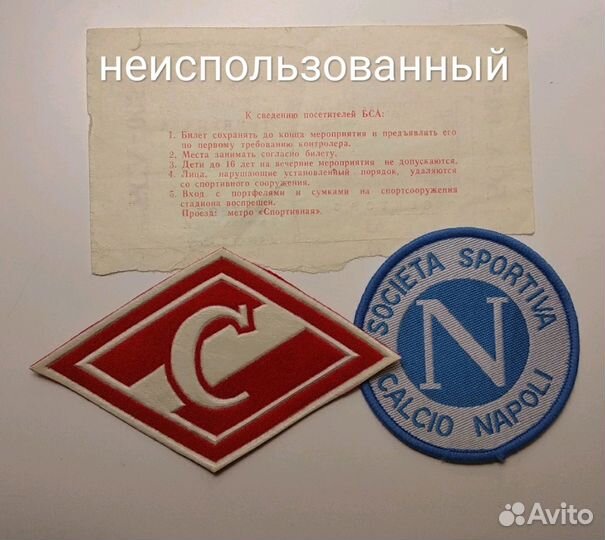 неиспользованный
К сведению посетителей БСА:
1. Билет сохранять до конца мероприятия и предъявлять его
по первому требованию контролера.
2. Места занимать согласно билету.
3. Дети до 16 лет на вечерние мероприятия не допускаются.
4. Лица, нарушающие установленный порядок, удаляются
со спортивного сооружения.
5. Вход с портфелями и сумками на спортсооружения
стадиона воспрещен.
Проезд: метро «Спортивная».
С
SOCIETA SPORTIVA
N
CALCIO NAPOLI
Avito